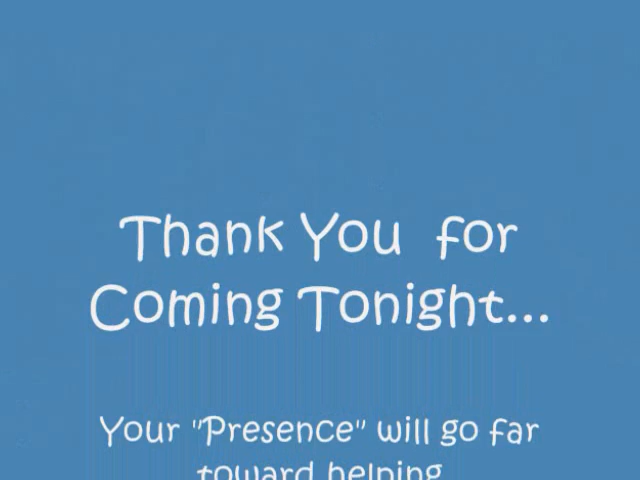 Thank You for
Coming Tonight...
Your "Presence" will go far
toward helping